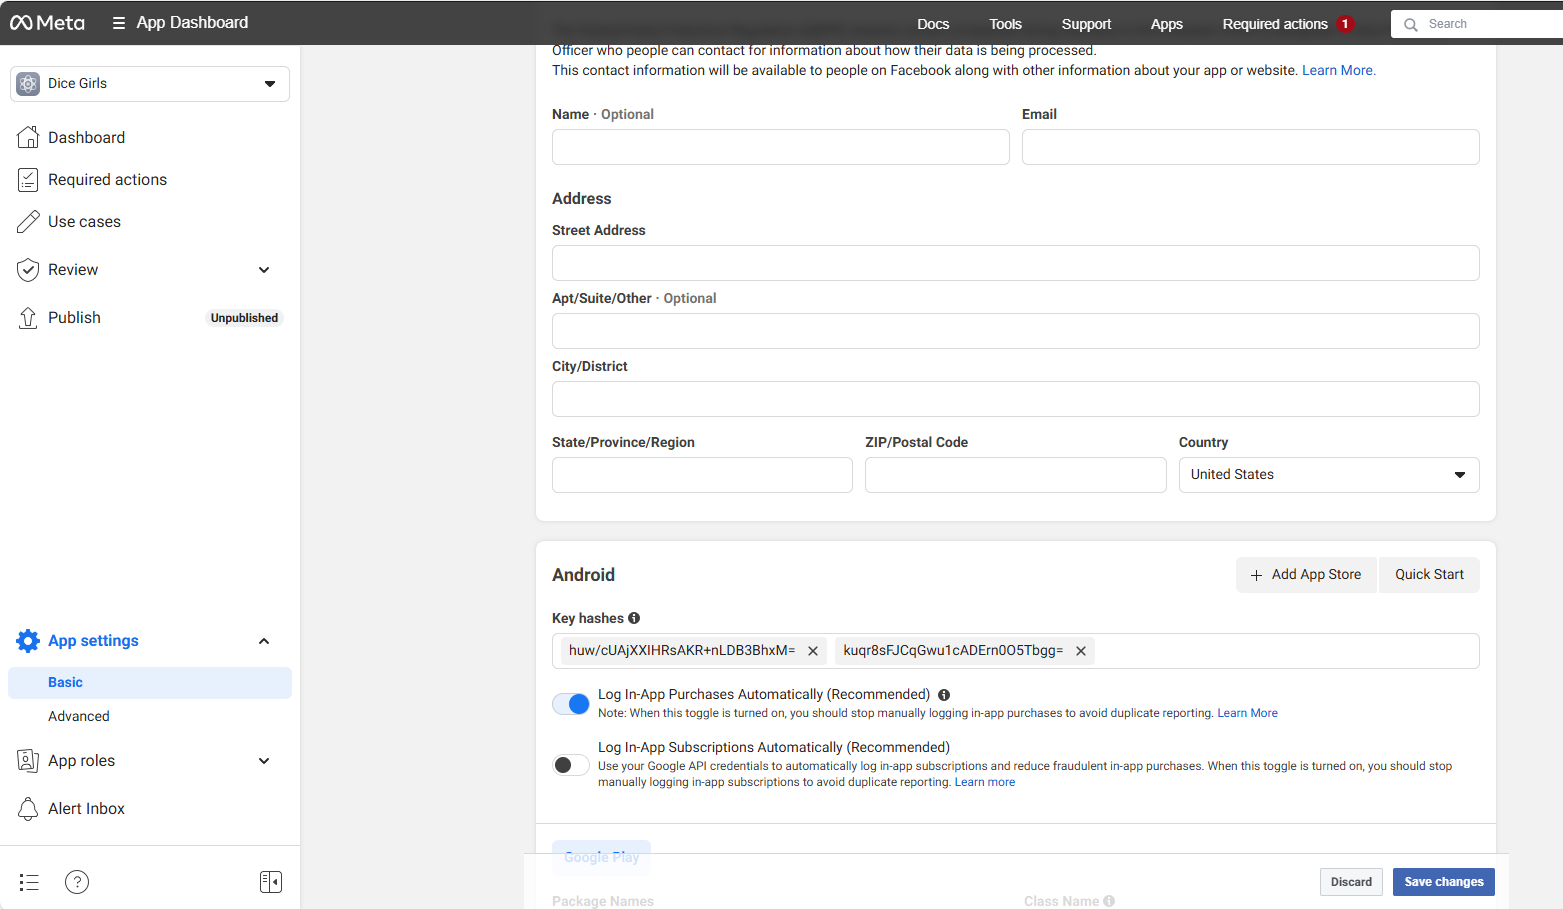 Meta
App Dashboard
Docs
Tools
Support
Apps
Required actions
1
Search
Dice Girls
Dashboard
Required actions
Use cases
Review
Publish
Unpublished
App settings
Basic
Advanced
App roles
Alert Inbox
Officer who people can contact for information about how their data is being processed.
This contact information will be available to people on Facebook along with other information about your app or website. Learn More.
Name · Optional
Email
Address
Street Address
Apt/Suite/Other · Optional
City/District
State/Province/Region
ZIP/Postal Code
Country
United States
Android
+ Add App Store
Quick Start
Key hashes
huw/cUAjXXIHRsAKR+nLDB3BhxM=
kuqr8sFJCqGwu1cADErn0O5Tbgg=
Log In-App Purchases Automatically (Recommended)
Note: When this toggle is turned on, you should stop manually logging in-app purchases to avoid duplicate reporting. Learn More
Log In-App Subscriptions Automatically (Recommended)
Use your Google API credentials to automatically log in-app subscriptions and reduce fraudulent in-app purchases. When this toggle is turned on, you should stop
manually logging in-app subscriptions to avoid duplicate reporting. Learn more
Google Play
Package Names
Class Name
Discard
Save changes